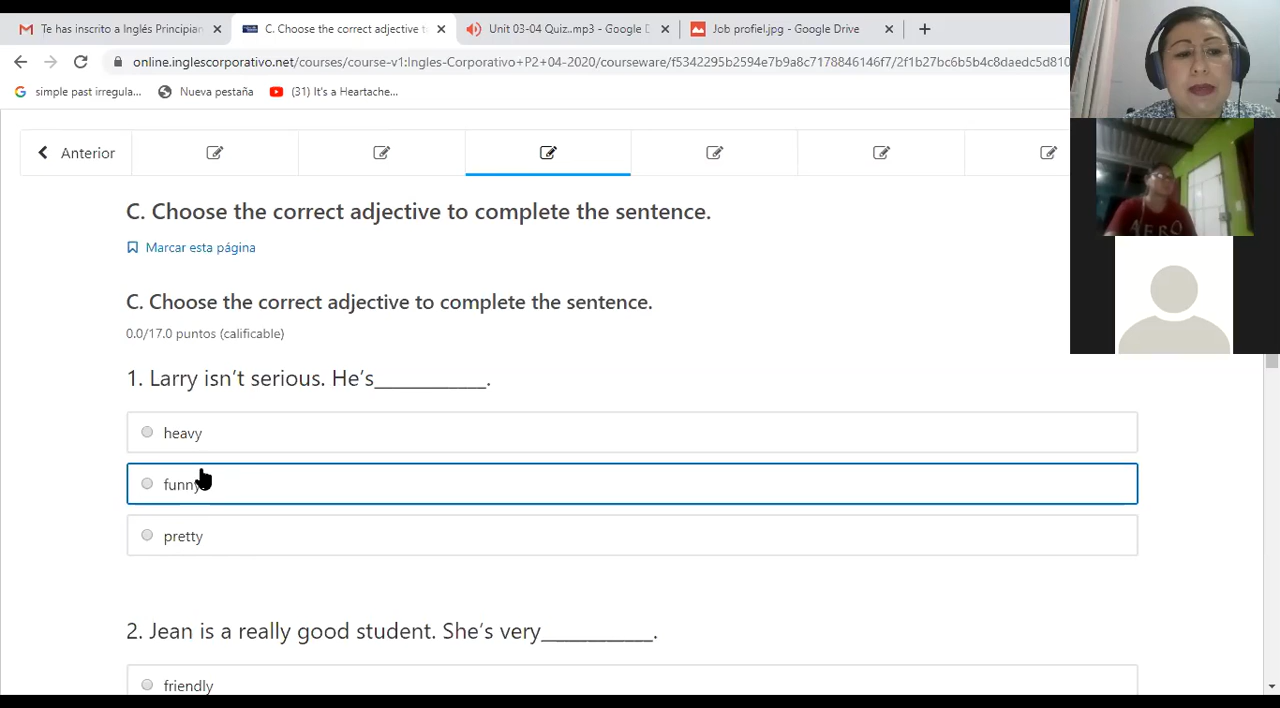 Te has inscrito a Inglés Principian
C. Choose the correct adjective t
Unit 03-04 Quiz..mp3 - Google D
Job profiel.jpg - Google Drive
online.inglescorporativo.net/courses/course-v1:Ingles-Corporativo+P2+04-2020/courseware/f5342295b2594e7b9a8c7178846146f7/2f1b27bc6b5b4c8daedc5d810
simple past irregula...
Nueva pestaña
(31) It's a Heartache...
Anterior
C. Choose the correct adjective to complete the sentence.
Marcar esta página
C. Choose the correct adjective to complete the sentence.
0.0/17.0 puntos (calificable)
1. Larry isn't serious. He's____________.
heavy
funny
pretty
2. Jean is a really good student. She's very____________.
friendly
AERO